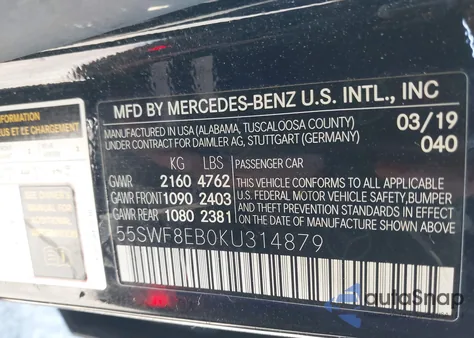 FORMATION
US ET LE CHARGEMENT
MFD BY MERCEDES-BENZ U.S. INTL., INC
MANUFACTURED IN USA (ALABAMA, TUSCALOOSA COUNTY) 03/19
UNDER CONTRACT FOR DAIMLER AG, STUTTGART (GERMANY) 040
KG LBS PASSENGER CAR
GVWR 2160 4762
GAWR FRONT 1090 2403
GAWR REAR 1080 2381
THIS VEHICLE CONFORMS TO ALL APPLICABLE
U.S. FEDERAL MOTOR VEHICLE SAFETY, BUMPER
AND THEFT PREVENTION STANDARDS IN EFFECT
ON THE DATE OF MANUFACTURE SHOWN ABOVE
55SWF8EB0KU314879
autoSnap